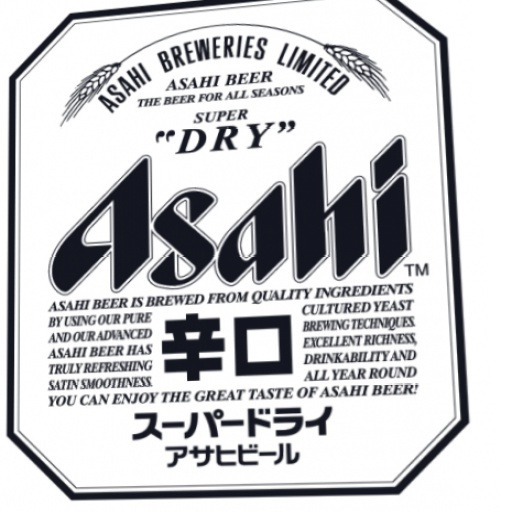 ASAHI BREWERIES LIMITED
ASAHI BEER
THE BEER FOR ALL SEASONS
SUPER
"DRY"
Asahi TM
ASAHI BEER IS BREWED FROM QUALITY INGREDIENTS
BY USING OUR PURE CULTURED YEAST
AND OUR ADVANCED BREWING TECHNIQUES.
ASAHI BEER HAS EXCELLENT RICHNESS,
TRULY REFRESHING DRINKABILITY AND
SATIN SMOOTHNESS. ALL YEAR ROUND
辛口
YOU CAN ENJOY THE GREAT TASTE OF ASAHI BEER!
スーパードライ
アサヒビール